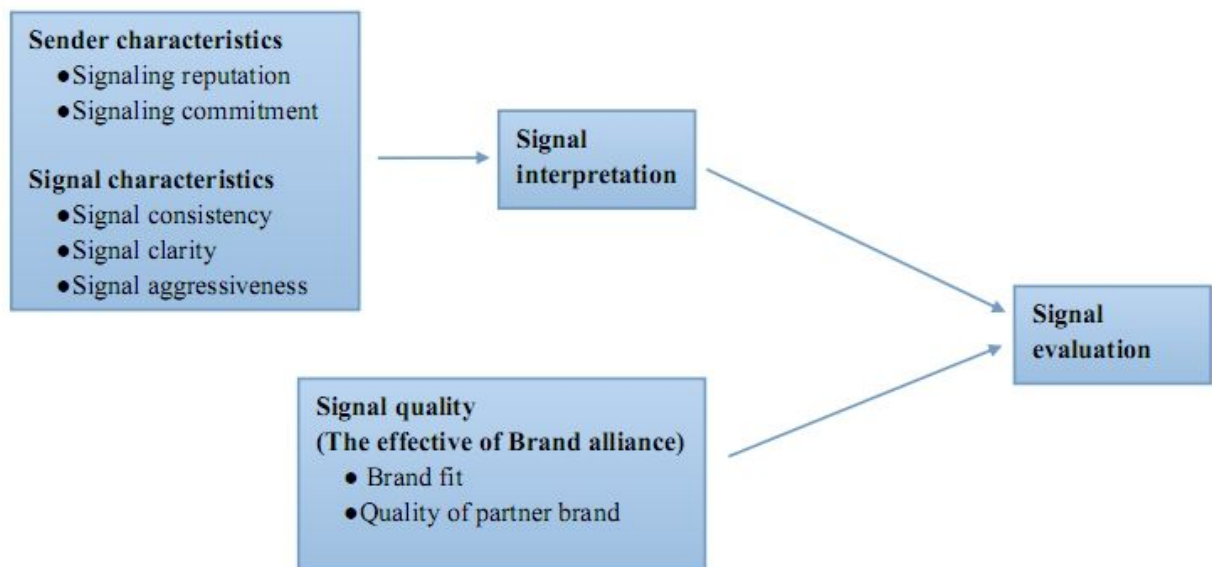 Sender characteristics
●Signaling reputation
●Signaling commitment
Signal characteristics
●Signal consistency
●Signal clarity
●Signal aggressiveness
Signal
interpretation
Signal
evaluation
Signal quality
(The effective of Brand alliance)
● Brand fit
●Quality of partner brand